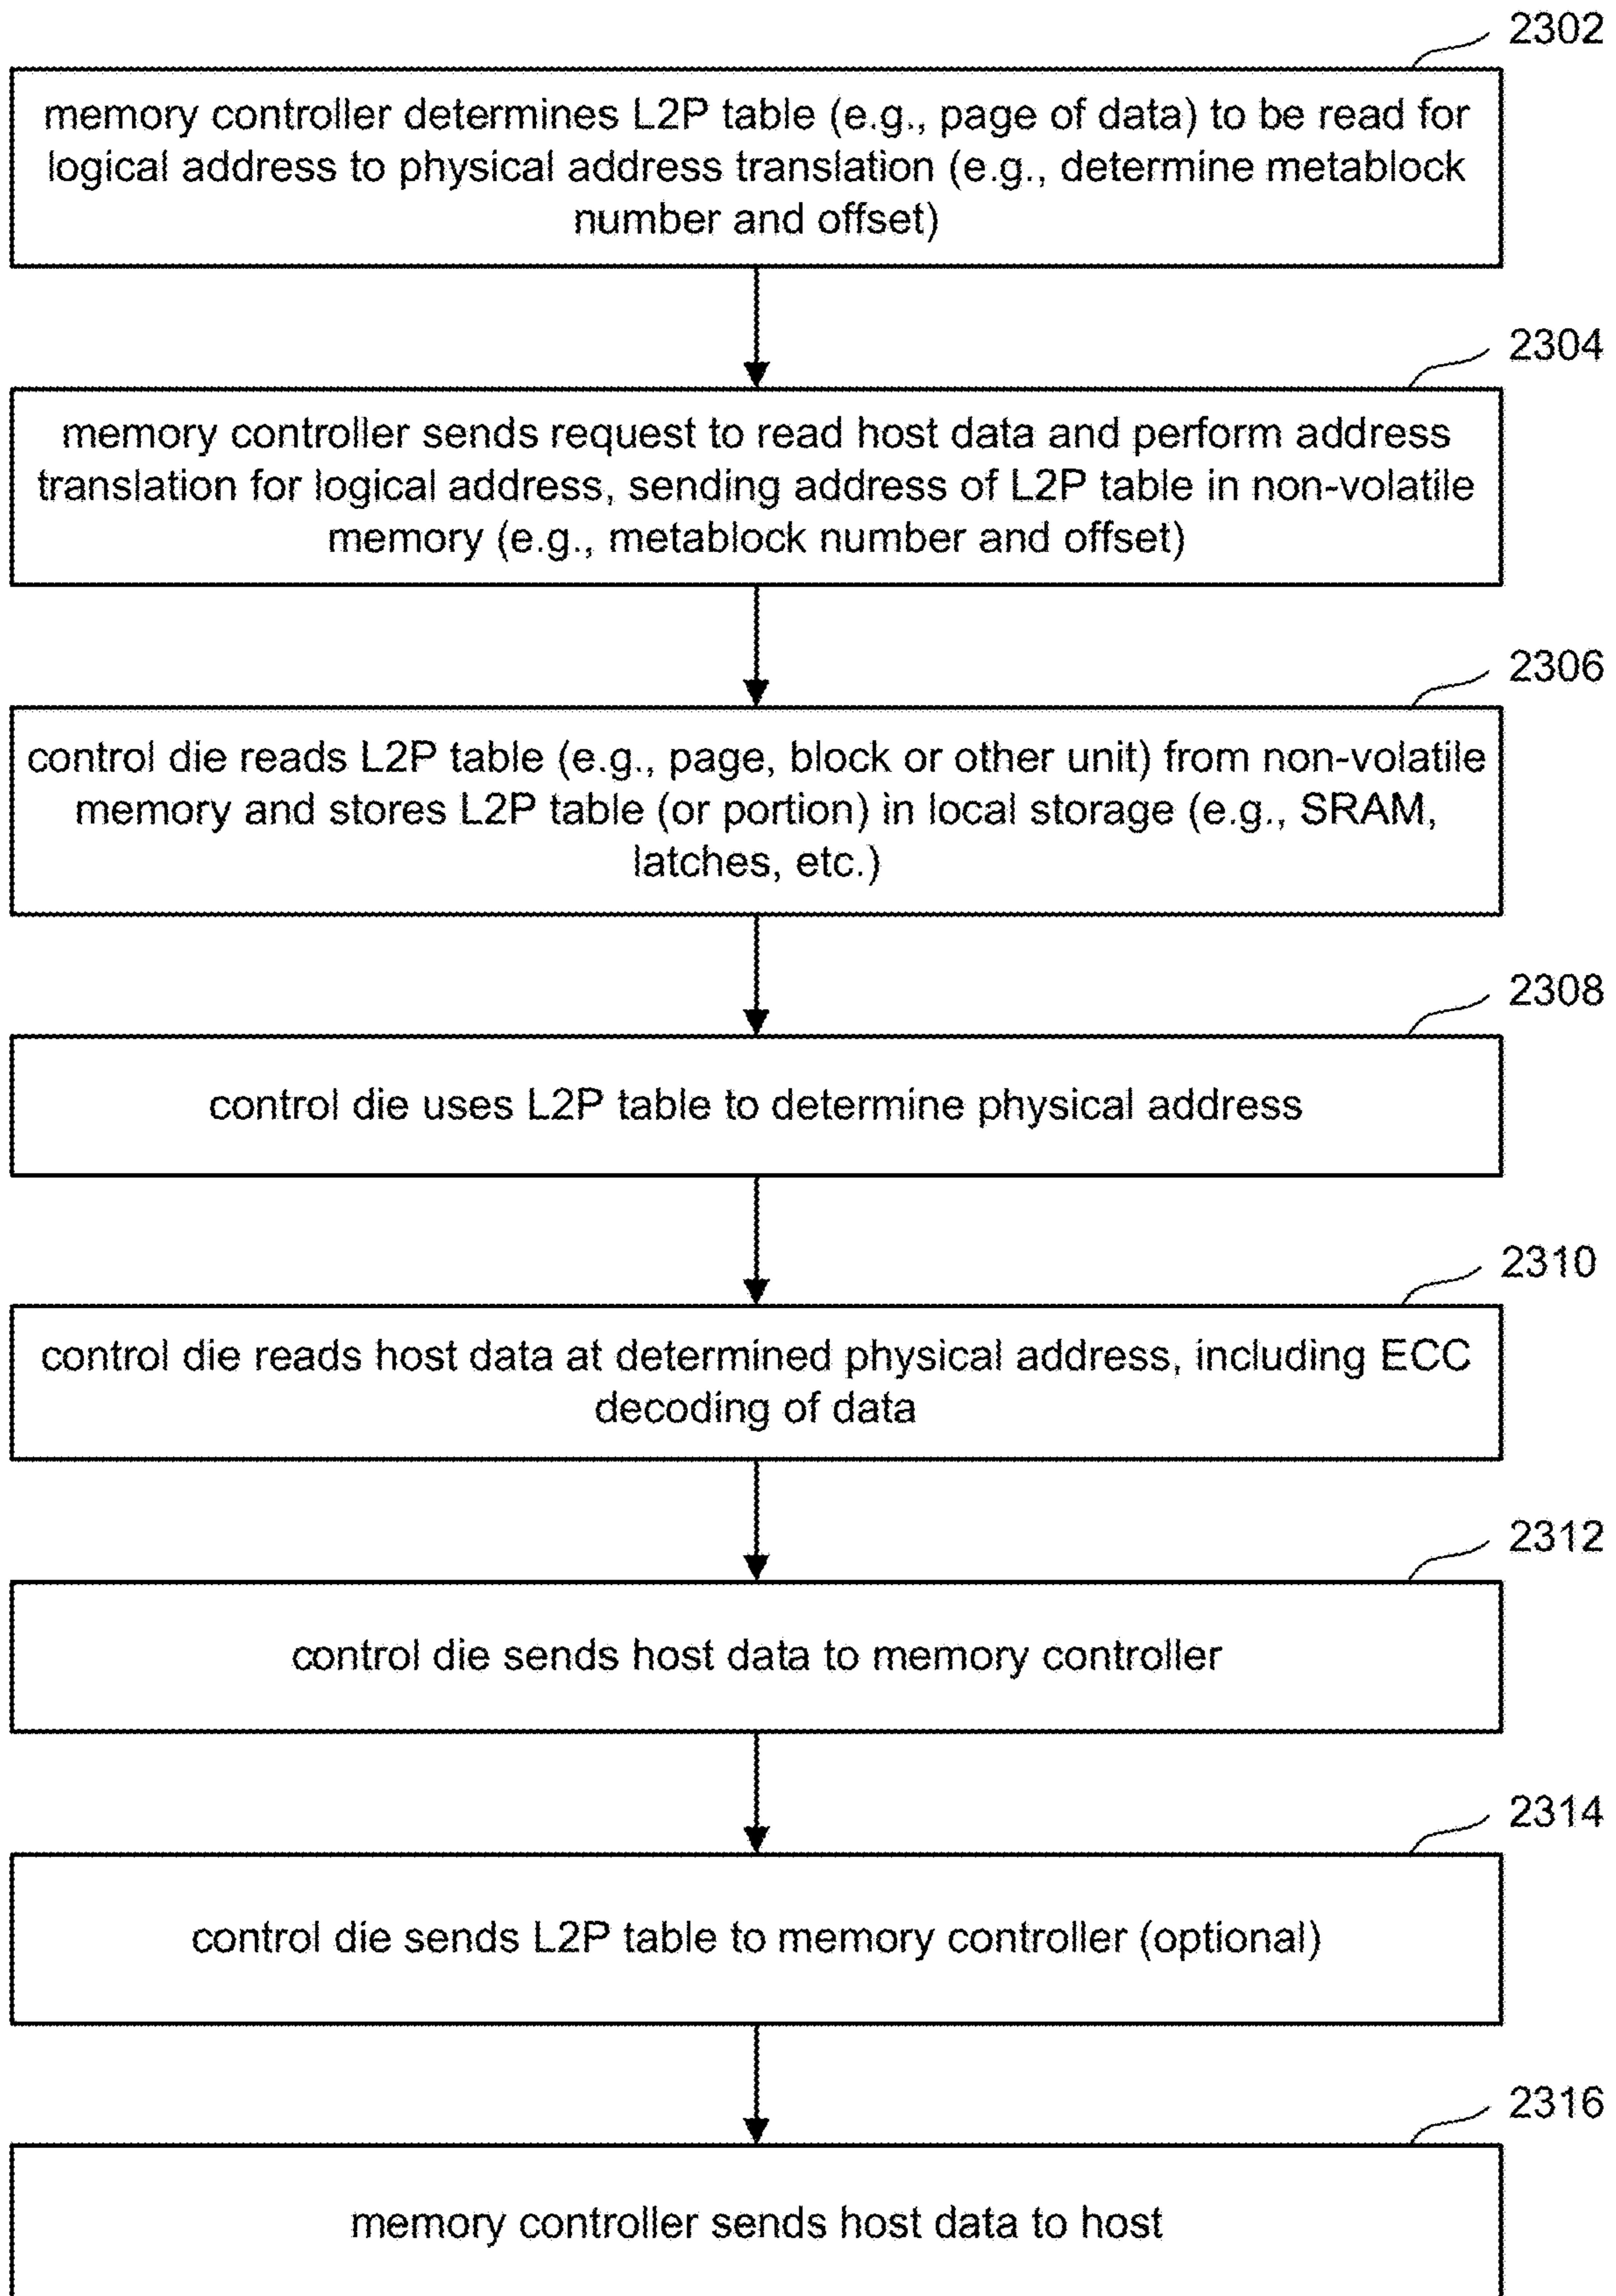 2302
memory controller determines L2P table (e.g., page of data) to be read for
logical address to physical address translation (e.g., determine metablock
number and offset)
2304
memory controller sends request to read host data and perform address
translation for logical address, sending address of L2P table in non-volatile
memory (e.g., metablock number and offset)
2306
control die reads L2P table (e.g., page, block or other unit) from non-volatile
memory and stores L2P table (or portion) in local storage (e.g., SRAM,
latches, etc.)
2308
control die uses L2P table to determine physical address
2310
control die reads host data at determined physical address, including ECC
decoding of data
2312
control die sends host data to memory controller
2314
control die sends L2P table to memory controller (optional)
2316
memory controller sends host data to host